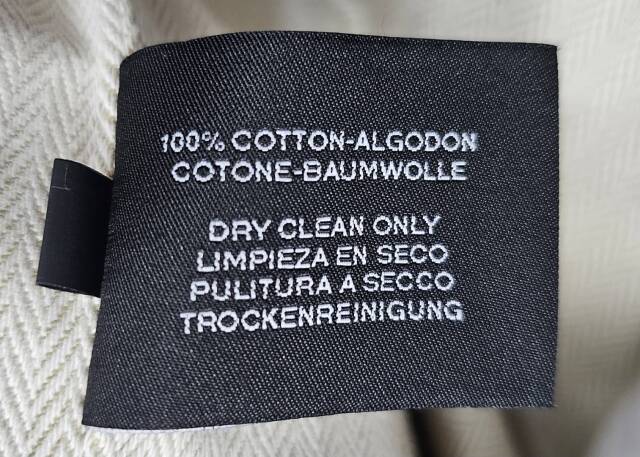 100% COTTON-ALGODON
COTONE-BAUMWOLLE
DRY CLEAN ONLY
LIMPIEZA EN SECO
PULITURA A SECCO
TROCKENREINIGUNG